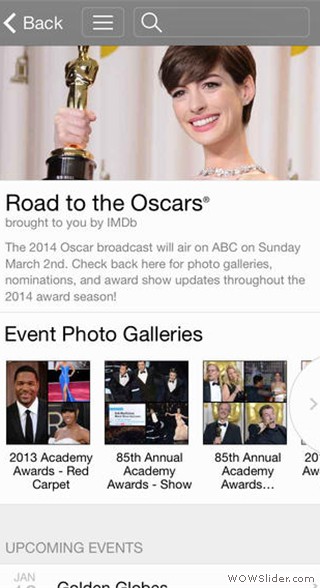 Back
Road to the Oscars®
brought to you by IMDb
The 2014 Oscar broadcast will air on ABC on Sunday
March 2nd. Check back here for photo galleries,
nominations, and award show updates throughout the
2014 award season!
Event Photo Galleries
2013 Academy
Awards - Red
Carpet
85th Annual
Academy
Awards - Show
85th Annual
Academy
Awards...
20
A
UPCOMING EVENTS
JAN
Golden Globes
WOWSlider.com